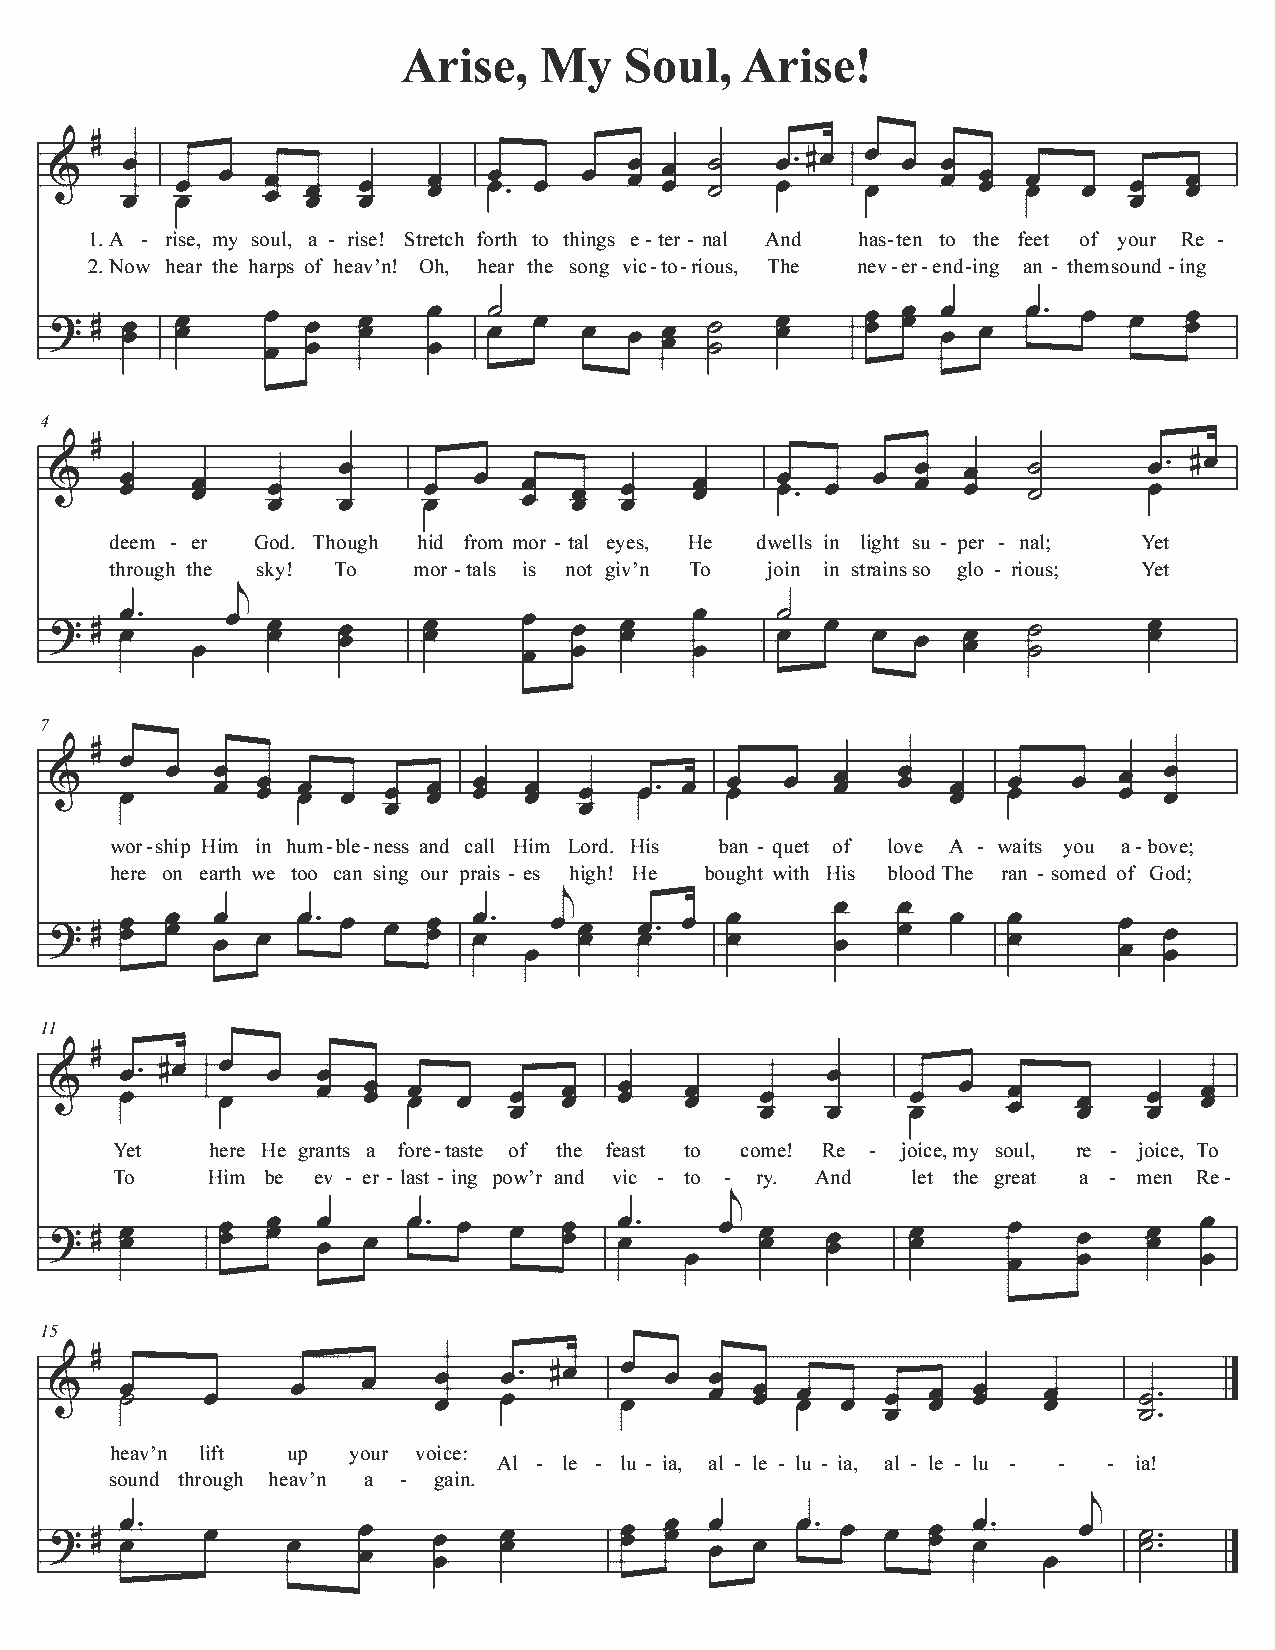 Arise, My Soul, Arise!
1. A - rise, my soul, a - rise! Stretch forth to things e - ter - nal And has - ten to the feet of your Re -
2. Now hear the harps of heav’n! Oh, hear the song vic - to - rious, The nev - er - end - ing an - themsound - ing
4
deem - er God. Though hid from mor - tal eyes, He dwells in light su - per - nal; Yet
through the sky! To mor - tals is not giv’n To join in strains so glo - rious; Yet
7
wor - ship Him in hum - ble - ness and call Him Lord. His ban - quet of love A - waits you a - bove;
here on earth we too can sing our prais - es high! He bought with His blood The ran - somed of God;
11
Yet here He grants a fore - taste of the feast to come! Re - joice, my soul, re - joice, To
To Him be ev - er - last - ing pow’r and vic - to - ry. And let the great a - men Re -
15
heav’n lift up your voice:
Al - le - lu - ia, al - le - lu - ia, al - le - lu - - - ia!
sound through heav’n a - gain.